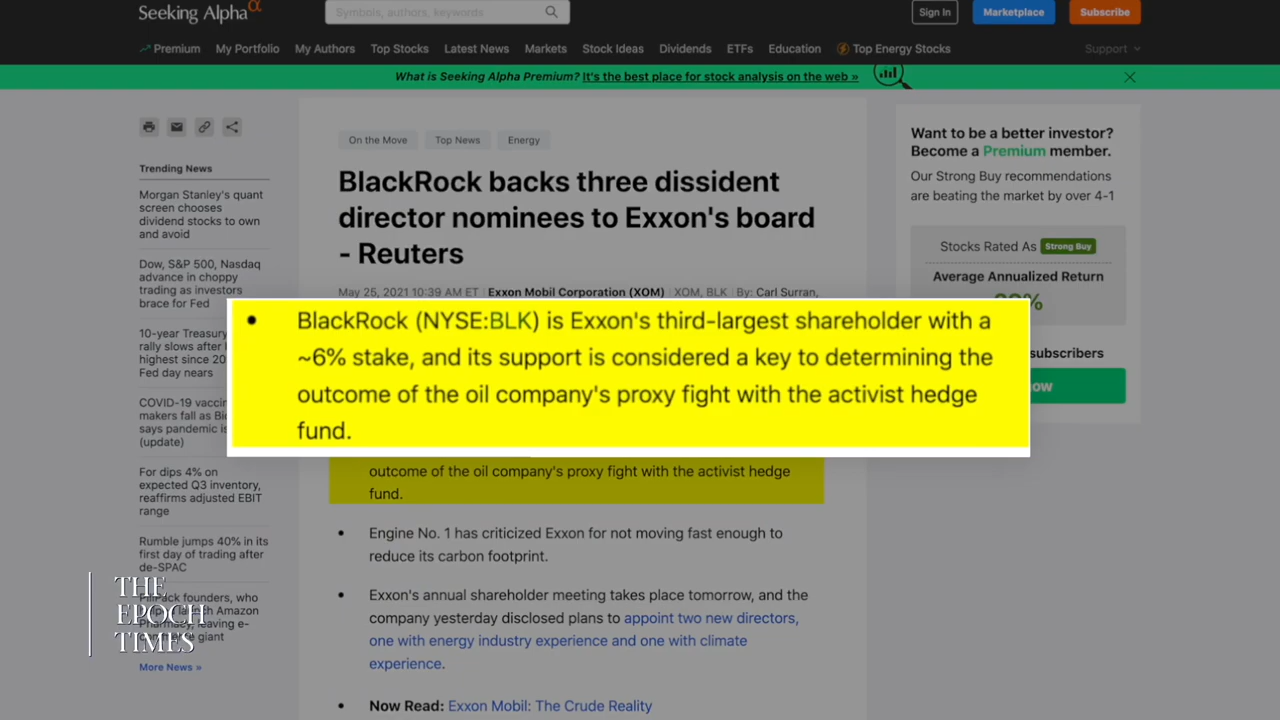 Seeking Alpha α
Symbols, authors, keywords
Sign In
Marketplace
Subscribe
Premium
My Portfolio
My Authors
Top Stocks
Latest News
Markets
Stock Ideas
Dividends
ETFs
Education
Top Energy Stocks
Support
What is Seeking Alpha Premium? It's the best place for stock analysis on the web »
Trending News
Morgan Stanley's quant
screen chooses
dividend stocks to own
and avoid
Dow, S&P 500, Nasdaq
advance in choppy
trading as investors
brace for Fed
10-year Treasury
rally slows after
highest since 20
Fed day nears
COVID-19 vaccin
makers fall as Bi
says pandemic is
(update)
For dips 4% on
expected Q3 inventory,
reaffirms adjusted EBIT
range
Rumble jumps 40% in its
first day of trading after
de-SPAC
PillPack founders, who
launch Amazon
Pharmacy, leaving e-
giant
More News »
On the Move
Top News
Energy
BlackRock backs three dissident
director nominees to Exxon's board
- Reuters
May 25, 2021 10:39 AM ET | Exxon Mobil Corporation (XOM) | XOM, BLK | By: Carl Surran,
• BlackRock (NYSE:BLK) is Exxon's third-largest shareholder with a
~6% stake, and its support is considered a key to determining the
outcome of the oil company's proxy fight with the activist hedge
fund.
outcome of the oil company's proxy fight with the activist hedge
fund.
• Engine No. 1 has criticized Exxon for not moving fast enough to
reduce its carbon footprint.
• Exxon's annual shareholder meeting takes place tomorrow, and the
company yesterday disclosed plans to appoint two new directors,
one with energy industry experience and one with climate
experience.
• Now Read: Exxon Mobil: The Crude Reality
Want to be a better investor?
Become a Premium member.
Our Strong Buy recommendations
are beating the market by over 4-1
Stocks Rated As Strong Buy
Average Annualized Return
%
subscribers
ow
THE
EPOCH
TIMES